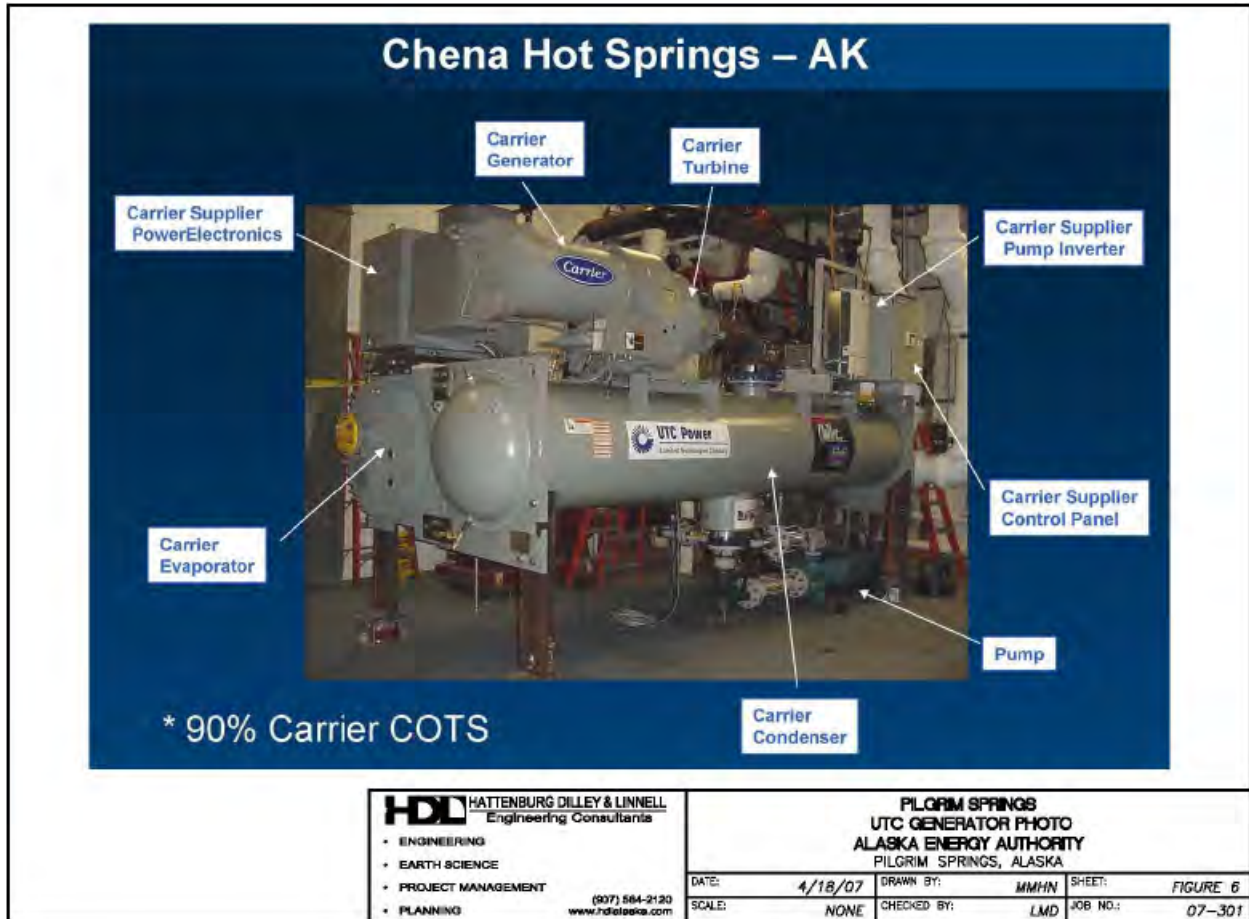 Chena Hot Springs – AK
Carrier
Generator
Carrier
Turbine
Carrier Supplier
PowerElectronics
Carrier Supplier
Pump Inverter
Carrier
UTC Power
Carrier Supplier
Control Panel
Carrier
Evaporator
Pump
Carrier
Condenser
* 90% Carrier COTS
HDL HATTENBURG DILLEY & LINNELL
Engineering Consultants
• ENGINEERING
• EARTH SCIENCE
• PROJECT MANAGEMENT
• PLANNING
(907) 564-2120
www.hdlalaska.com
PILGRIM SPRINGS
UTC GENERATOR PHOTO
ALASKA ENERGY AUTHORITY
PILGRIM SPRINGS, ALASKA
DATE: 4/18/07 DRAWN BY: MMHN SHEET: FIGURE 6
SCALE: NONE CHECKED BY: LMD JOB NO.: 07-301